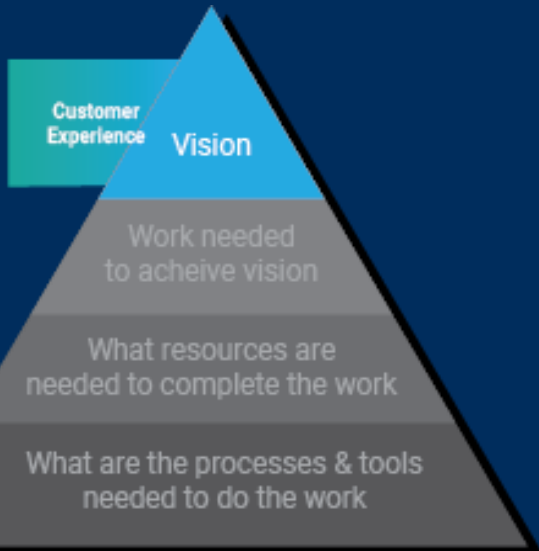 Customer
Experience
Vision
Work needed
to acheive vision
What resources are
needed to complete the work
What are the processes & tools
needed to do the work